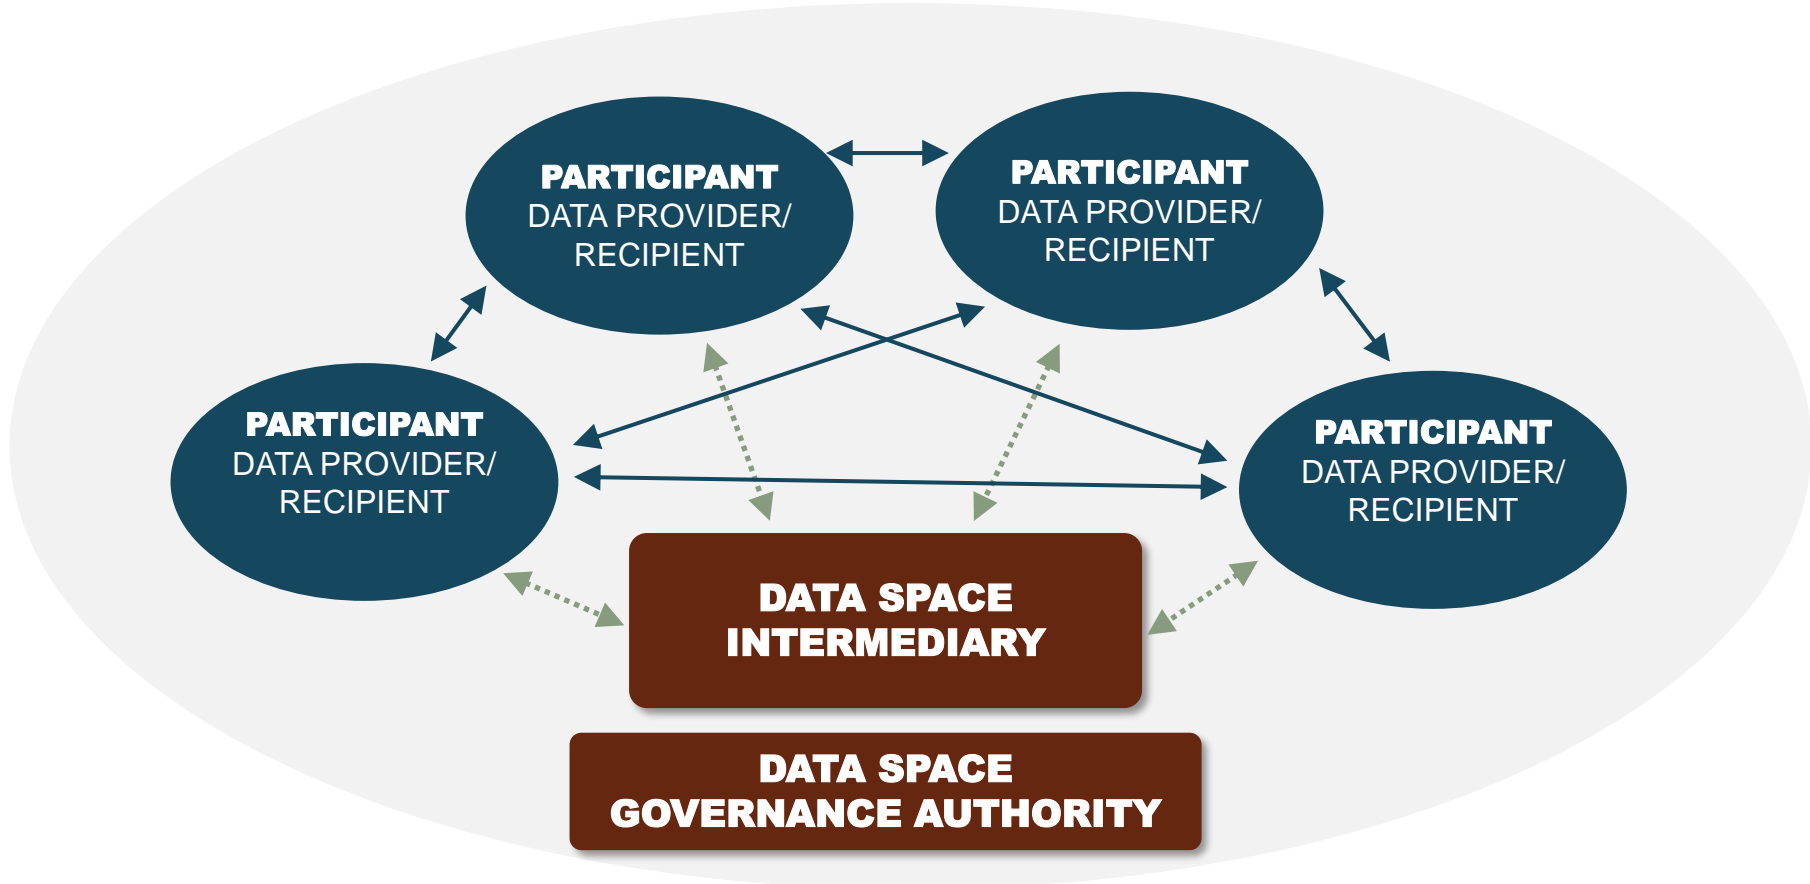 PARTICIPANT
DATA PROVIDER/
RECIPIENT
PARTICIPANT
DATA PROVIDER/
RECIPIENT
PARTICIPANT
DATA PROVIDER/
RECIPIENT
PARTICIPANT
DATA PROVIDER/
RECIPIENT
DATA SPACE
INTERMEDIARY
DATA SPACE
GOVERNANCE AUTHORITY